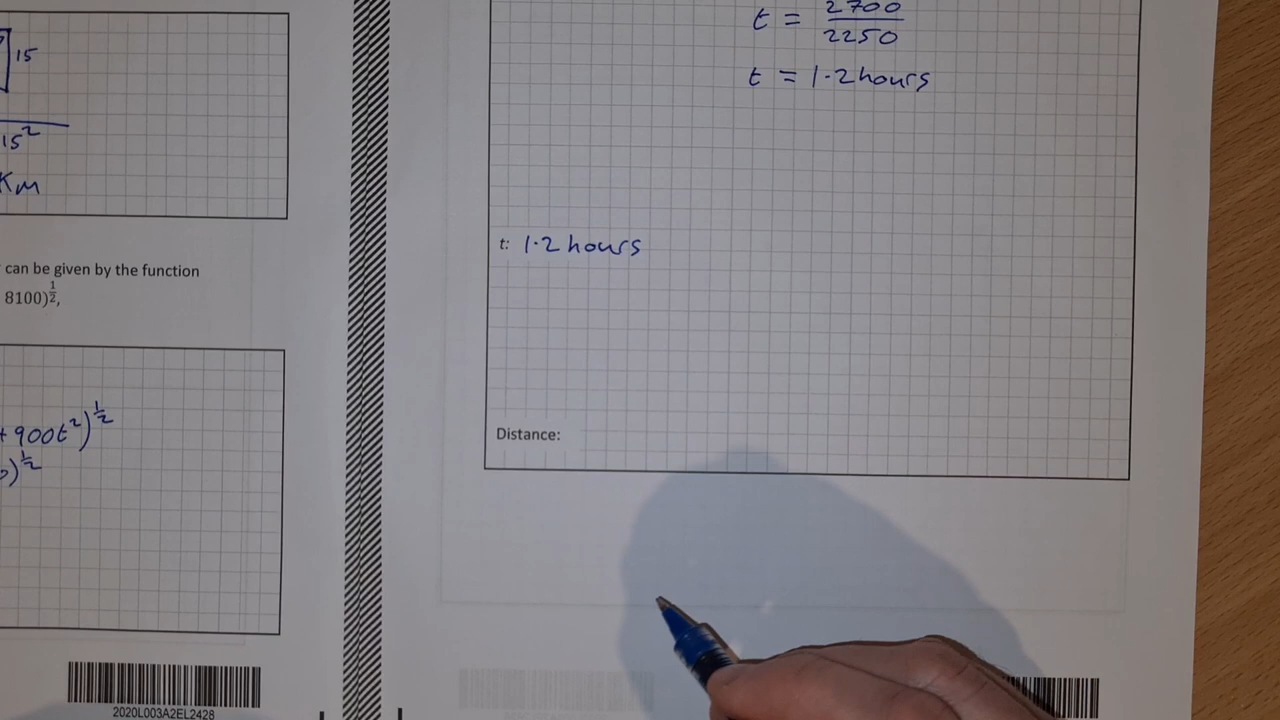 15
15²
Km
can be given by the function
8100)^{1/2},
+ 900t²)^{1/2}
)^{1/2}
2020L003A2EL2428
t = 2700/2250
t = 1·2 hours
t: 1·2 hours
Distance: